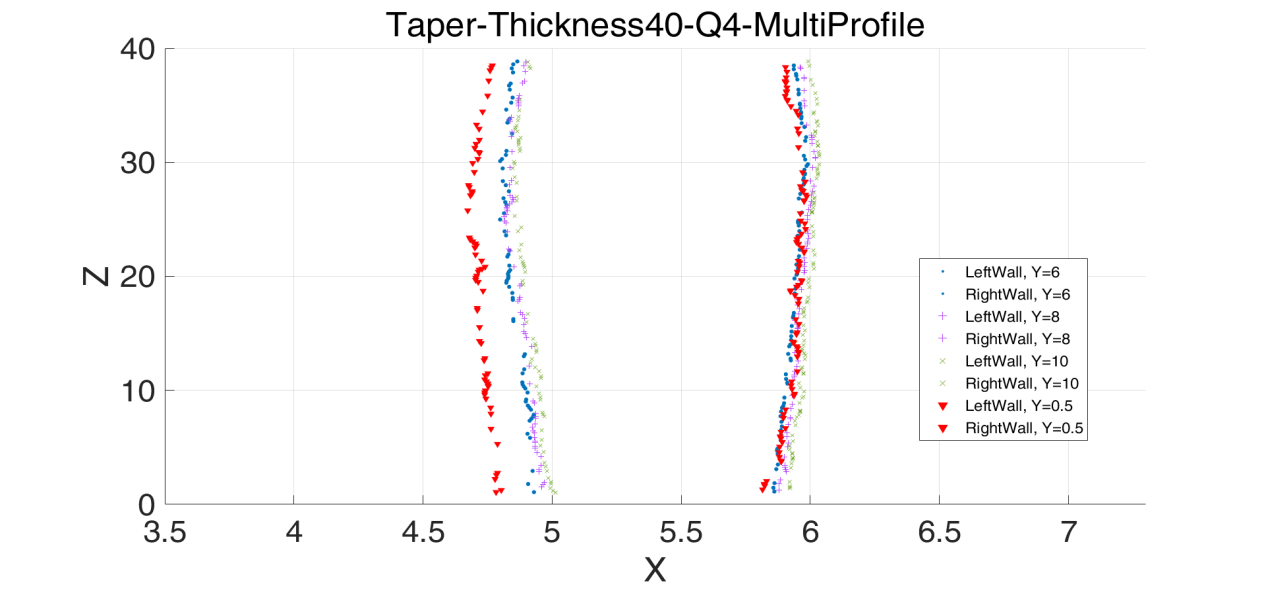 Taper-Thickness40-Q4-MultiProfile
40
30
20
10
0
Z
3.5 4 4.5 5 5.5 6 6.5 7
X
LeftWall, Y=6
RightWall, Y=6
LeftWall, Y=8
RightWall, Y=8
LeftWall, Y=10
RightWall, Y=10
LeftWall, Y=0.5
RightWall, Y=0.5